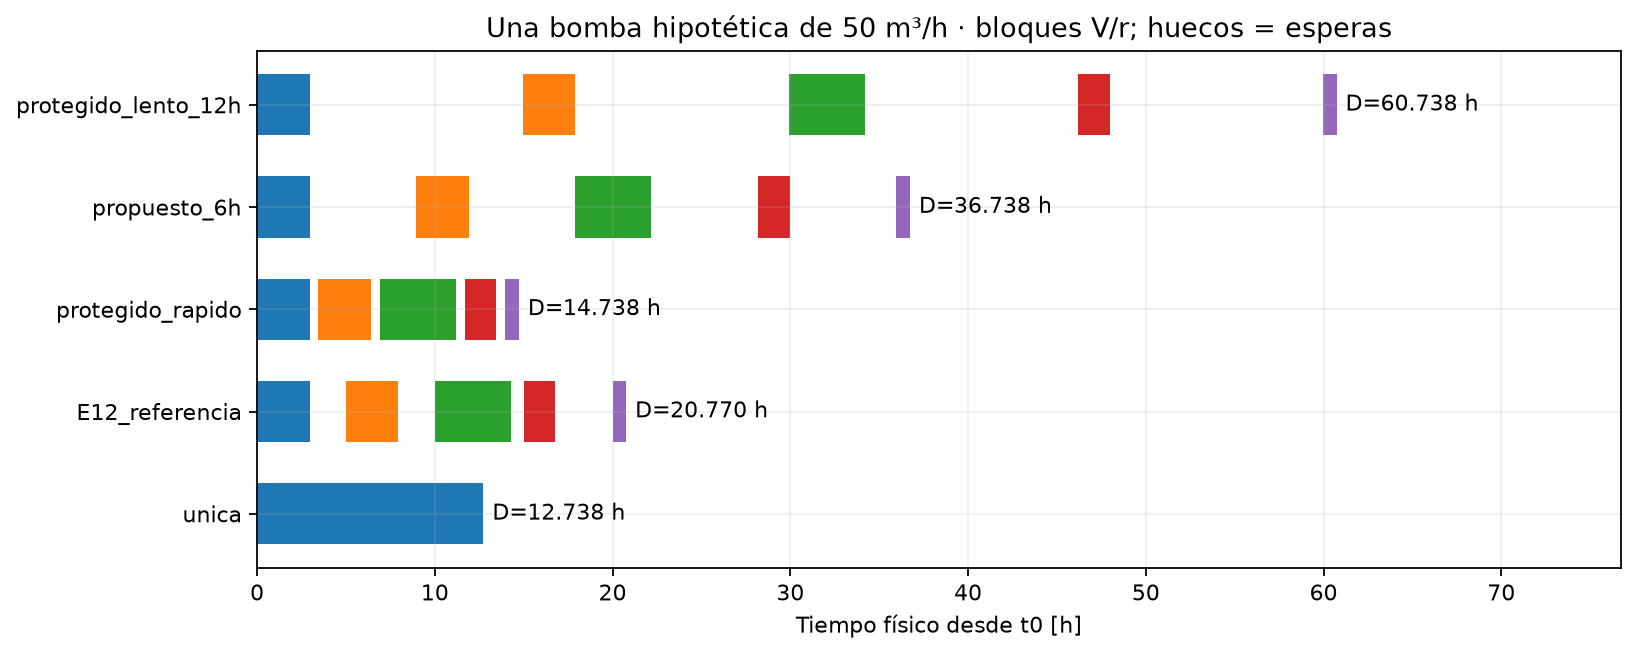 Una bomba hipotética de 50 m³/h · bloques V/r; huecos = esperas
protegido_lento_12h
D=60.738 h
propuesto_6h
D=36.738 h
protegido_rapido
D=14.738 h
E12_referencia
D=20.770 h
unica
D=12.738 h
0 10 20 30 40 50 60 70
Tiempo físico desde t0 [h]